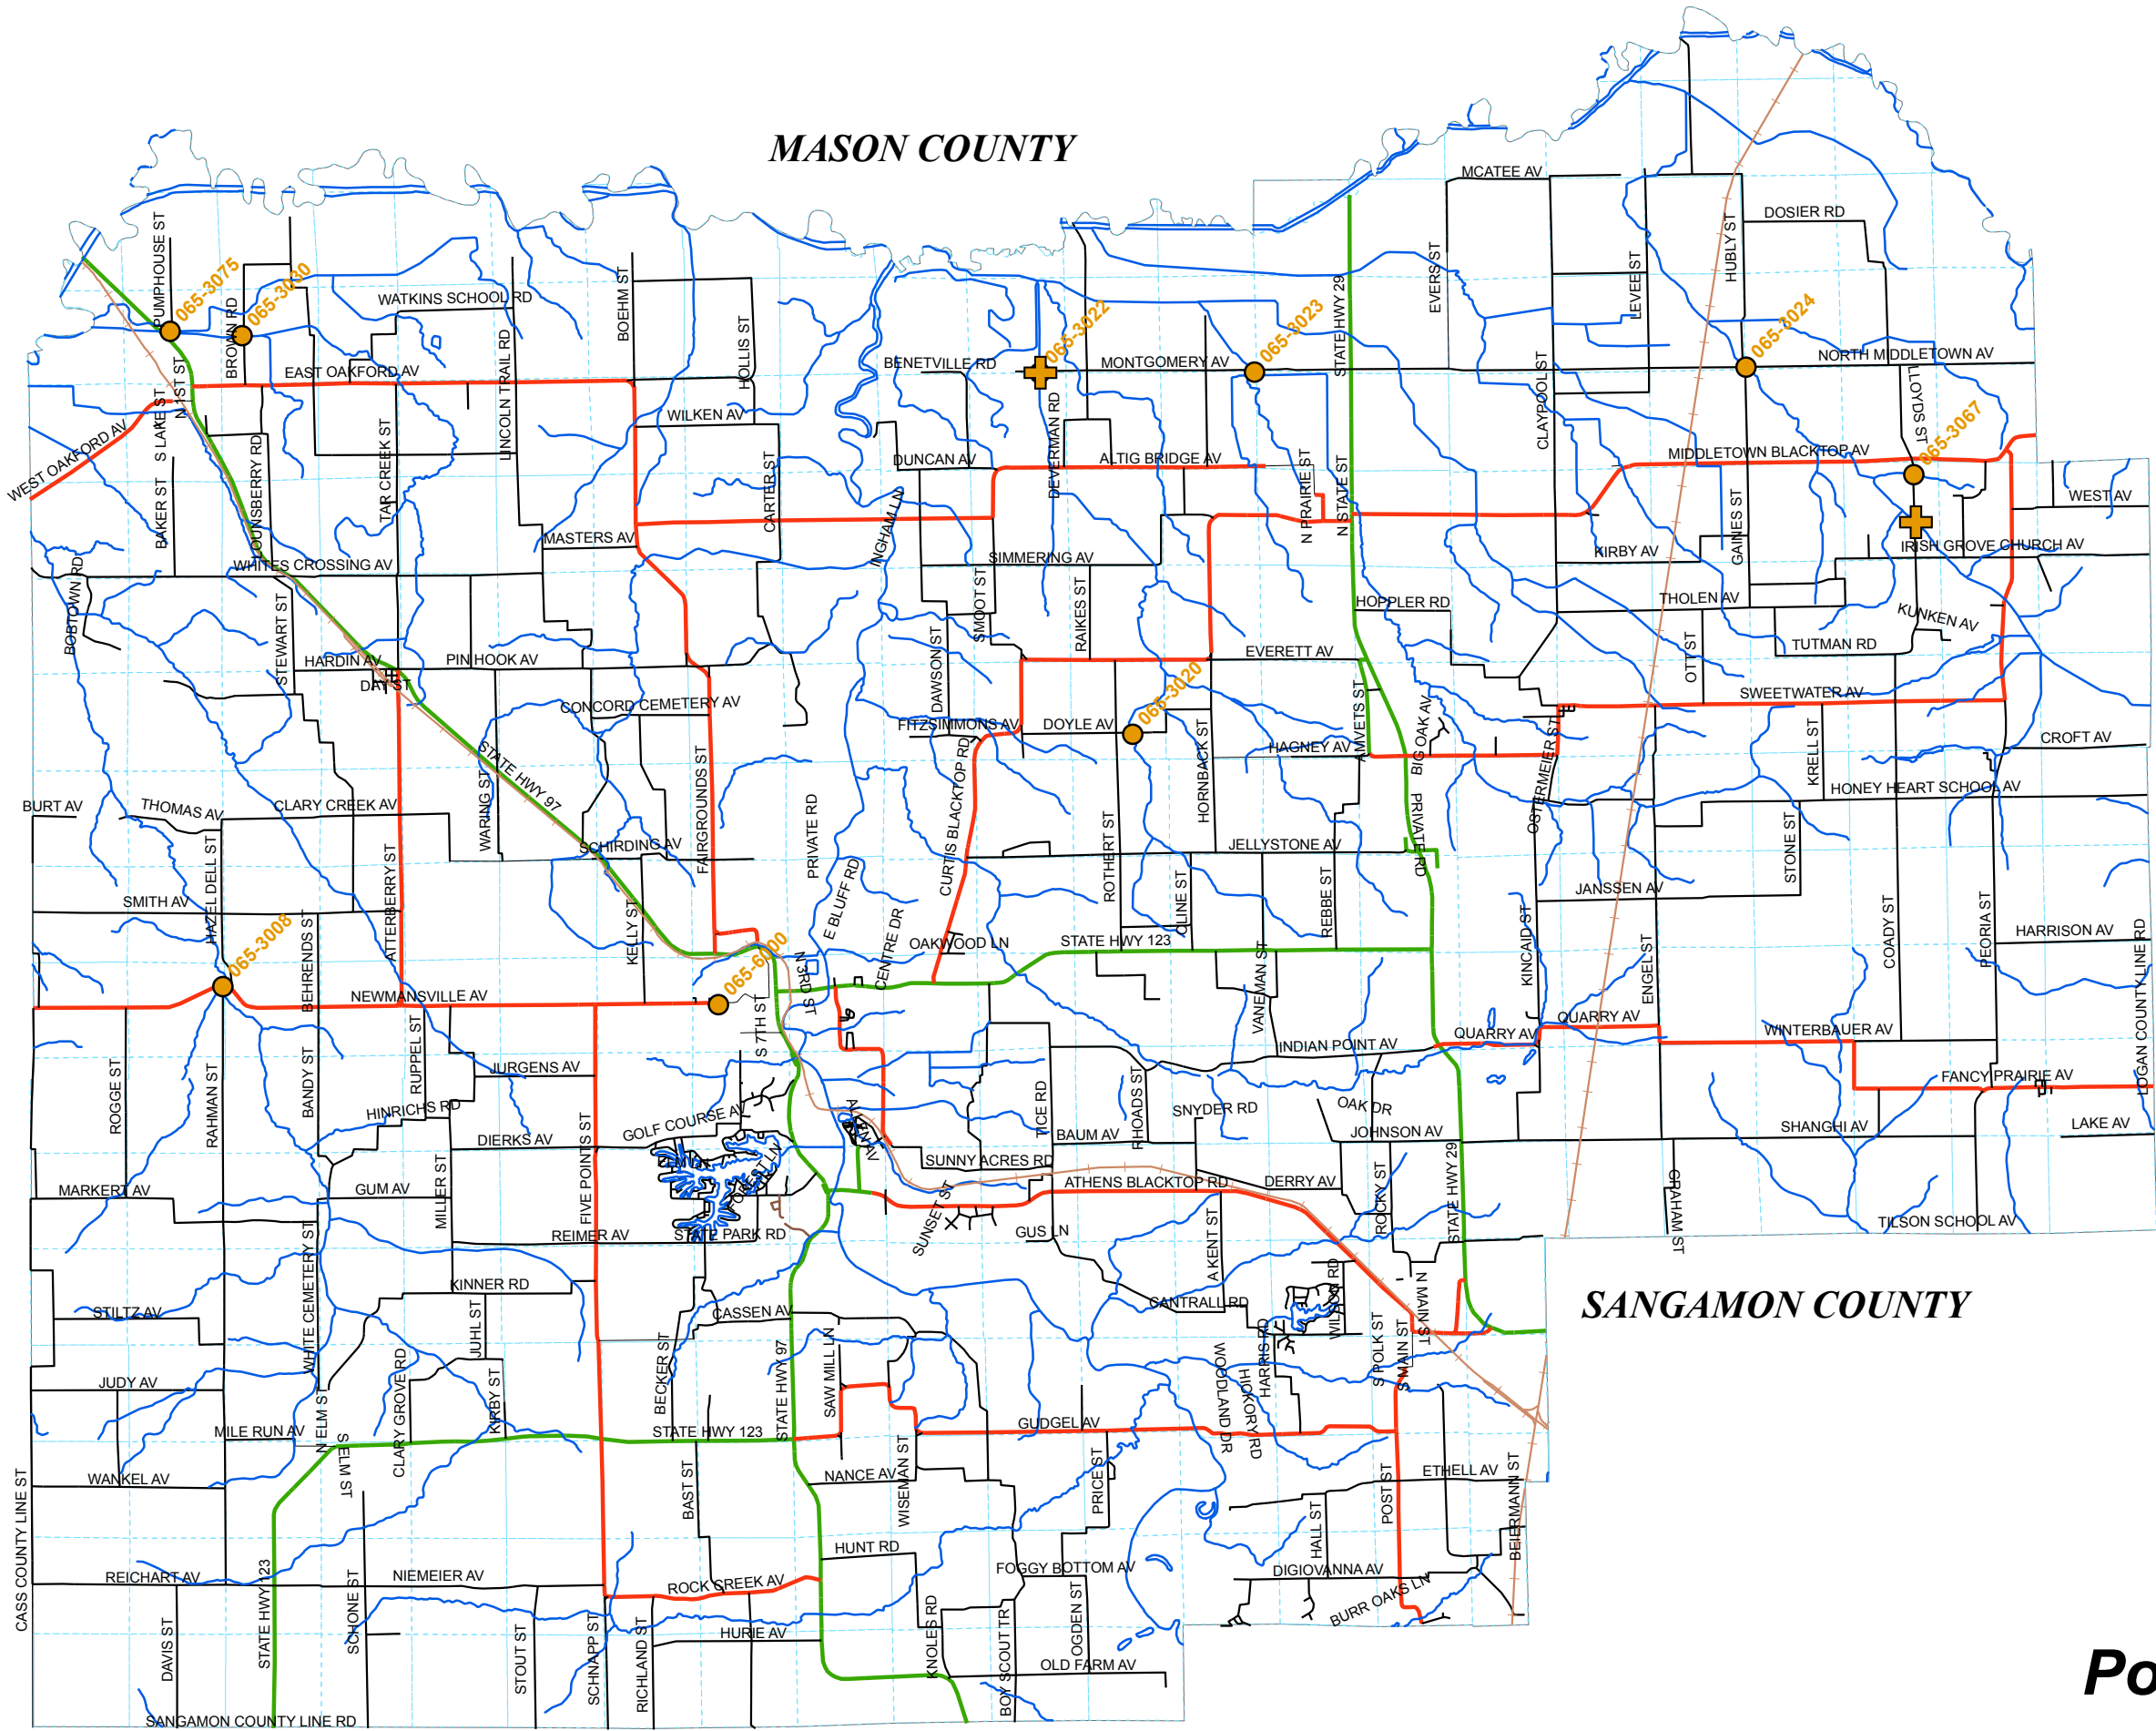 MASON COUNTY
MCATEE AV
DOSIER RD
PUMPHOUSE ST
065-3075
065-3030
BROWN RD
WATKINS SCHOOL RD
BOEHM ST
HOLLIS ST
065-3022
065-3023
STATE HWY 29
EVERS ST
LEVEE ST
HUBLY ST
065-3024
NORTH MIDDLETOWN AV
EAST OAKFORD AV
LINCOLN TRAIL RD
BENETVILLE RD
MONTGOMERY AV
N 1ST ST
S LAKE ST
WEST OAKFORD AV
WILKEN AV
CLAYPOOL ST
LLOYDS ST
065-3067
BAKER ST
LOUNSBERRY RD
TAR CREEK ST
CARTER ST
DUNCAN AV
DEVERMAN RD
ALTIG BRIDGE AV
N PRAIRIE ST
N STATE ST
MIDDLETOWN BLACKTOP AV
WEST AV
GAINES ST
INGHAM LN
MASTERS AV
WHITES CROSSING AV
SIMMERING AV
KIRBY AV
IRISH GROVE CHURCH AV
BOBTOWN RD
STEWART ST
SMOOT ST
RAIKES ST
HOPPLER RD
THOLEN AV
KUNKEN AV
HARDIN AV
PIN HOOK AV
DAWSON ST
EVERETT AV
OTT ST
TUTMAN RD
DAY ST
065-3020
CONCORD CEMETERY AV
SWEETWATER AV
FITZSIMMONS AV
DOYLE AV
AMVETS ST
BIG OAK AV
STATE HWY 97
HAGNEY AV
HORNBACK ST
OSTERMEIER ST
KRELL ST
CROFT AV
BURT AV
THOMAS AV
CLARY CREEK AV
WARING ST
FAIRGROUNDS ST
PRIVATE RD
CURTIS BLACKTOP RD
PRIVATE RD
HONEY HEART SCHOOL AV
SCHIRDING AV
ROTHERT ST
JELLYSTONE AV
STONE ST
SMITH AV
HAZEL DELL ST
ATTERBERRY ST
E BLUFF RD
CLINE ST
REBBE ST
JANSSEN AV
065-3008
BEHRENDS ST
KELLY ST
065-6000
CENTRE DR
OAKWOOD LN
STATE HWY 123
VANEMAN ST
KINCAID ST
ENGEL ST
COADY ST
PEORIA ST
HARRISON AV
LOGAN COUNTY LINE RD
NEWMANSVILLE AV
N 3RD ST
S 7TH ST
QUARRY AV
QUARRY AV
WINTERBAUER AV
INDIAN POINT AV
ROGGE ST
RAHMAN ST
BANDY ST
RUPPEL ST
JURGENS AV
FANCY PRAIRIE AV
HINRICHS RD
GOLF COURSE AV
TICE RD
RHOADS ST
SNYDER RD
OAK DR
DIERKS AV
FIVE POINTS ST
BAUM AV
JOHNSON AV
SHANGHI AV
LAKE AV
SUNNY ACRES RD
MARKERT AV
GUM AV
MILLER ST
FOREST LN
ATHENS BLACKTOP RD
DERRY AV
ROCKY ST
STATE HWY 29
GRAHAM ST
REIMER AV
STATE PARK RD
SUNSET ST
GUS LN
A KENT ST
TILSON SCHOOL AV
WHITE CEMETERY ST
KINNER RD
STILTZ AV
JUHL ST
CASSEN AV
CANTRALL RD
WILSON RD
N MAIN ST
SANGAMON COUNTY
JUDY AV
CLARY GROVE RD
KIRBY ST
BECKER ST
STATE HWY 97
SAW MILL LN
WOODLAND DR
HICKORY RD
HARRIS RD
S POLK ST
S MAIN ST
MILE RUN AV
N ELM ST
STATE HWY 123
GUDGEL AV
CASS COUNTY LINE ST
WANKEL AV
S ELM ST
BAST ST
NANCE AV
WISEMAN ST
PRICE ST
POST ST
ETHELL AV
BEIERMANN ST
HUNT RD
HALL ST
REICHART AV
STATE HWY 123
NIEMEIER AV
ROCK CREEK AV
FOGGY BOTTOM AV
DIGIOVANNA AV
BURR OAKS LN
DAVIS ST
SCHONE ST
STOUT ST
SCHNAPP ST
RICHLAND ST
HURIE AV
KNOLES RD
BOY SCOUT TR
OGDEN ST
OLD FARM AV
SANGAMON COUNTY LINE RD
Po